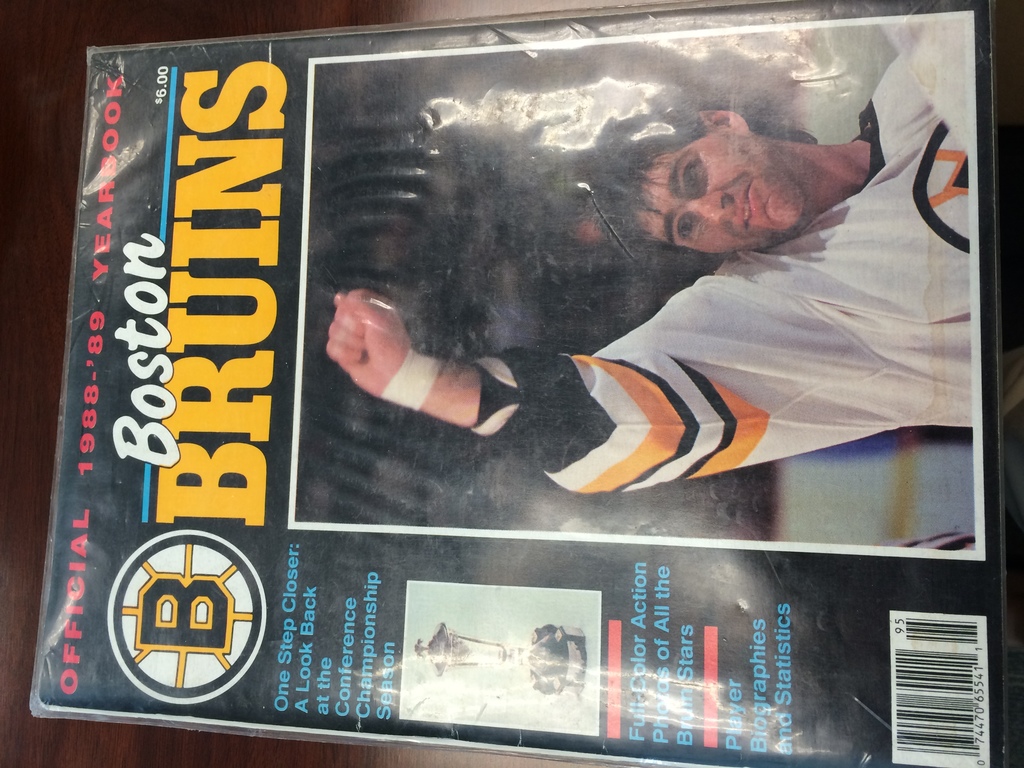 OFFICIAL 1988-'89 YEARBOOK
$6.00
Boston
BRUINS
B
One Step Closer:
A Look Back
at the
Conference
Championship
Season
Full-Color Action
Photos of All the
Bruin Stars
Player
Biographies
and Statistics
95
0 74470 65541 1